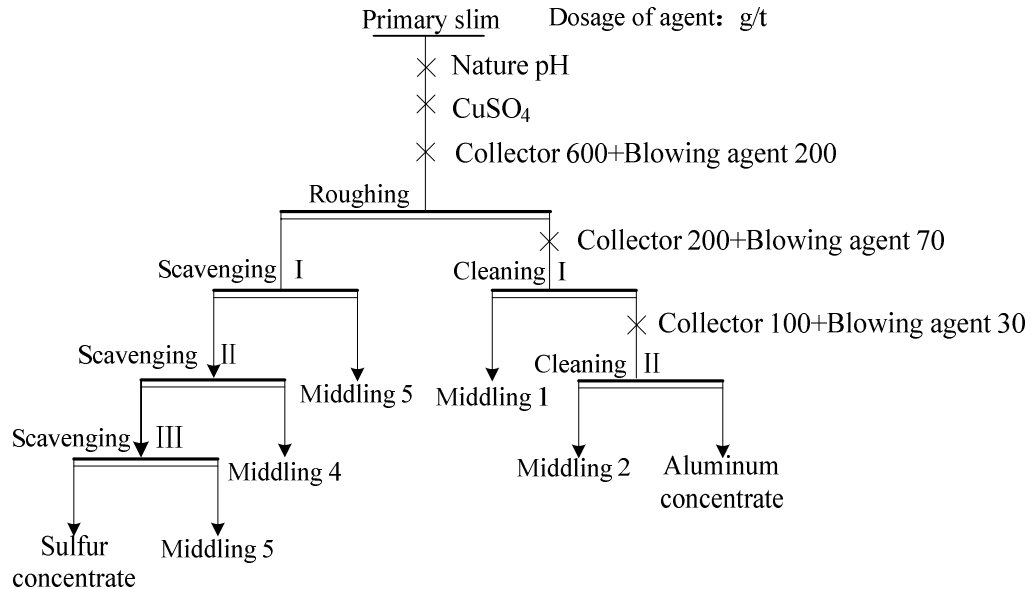 Primary slim
Dosage of agent: g/t
Nature pH
CuSO₄
Collector 600+Blowing agent 200
Roughing
Collector 200+Blowing agent 70
Scavenging I
Cleaning I
Collector 100+Blowing agent 30
Scavenging II
Cleaning II
Middling 5
Middling 1
Scavenging III
Middling 4
Middling 2
Aluminum
concentrate
Sulfur
concentrate
Middling 5